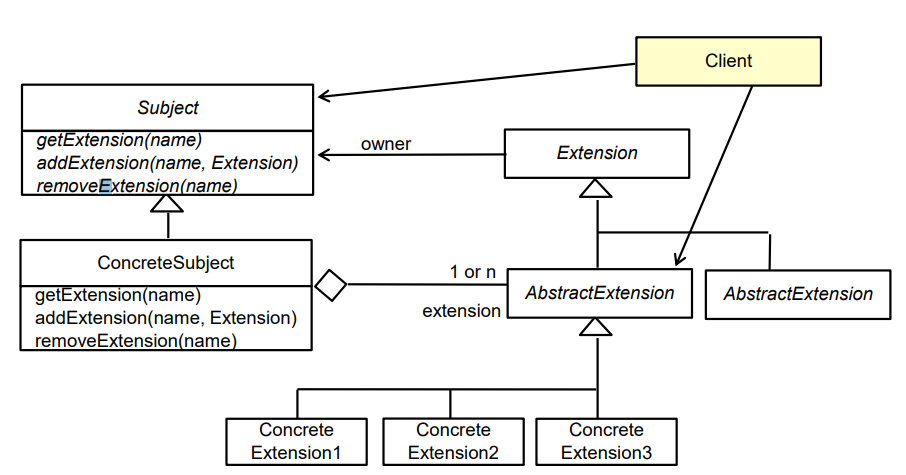 Client
Subject
getExtension(name)
addExtension(name, Extension)
removeExtension(name)
owner
Extension
ConcreteSubject
getExtension(name)
addExtension(name, Extension)
removeExtension(name)
1 or n
extension
AbstractExtension
AbstractExtension
Concrete
Extension1
Concrete
Extension2
Concrete
Extension3